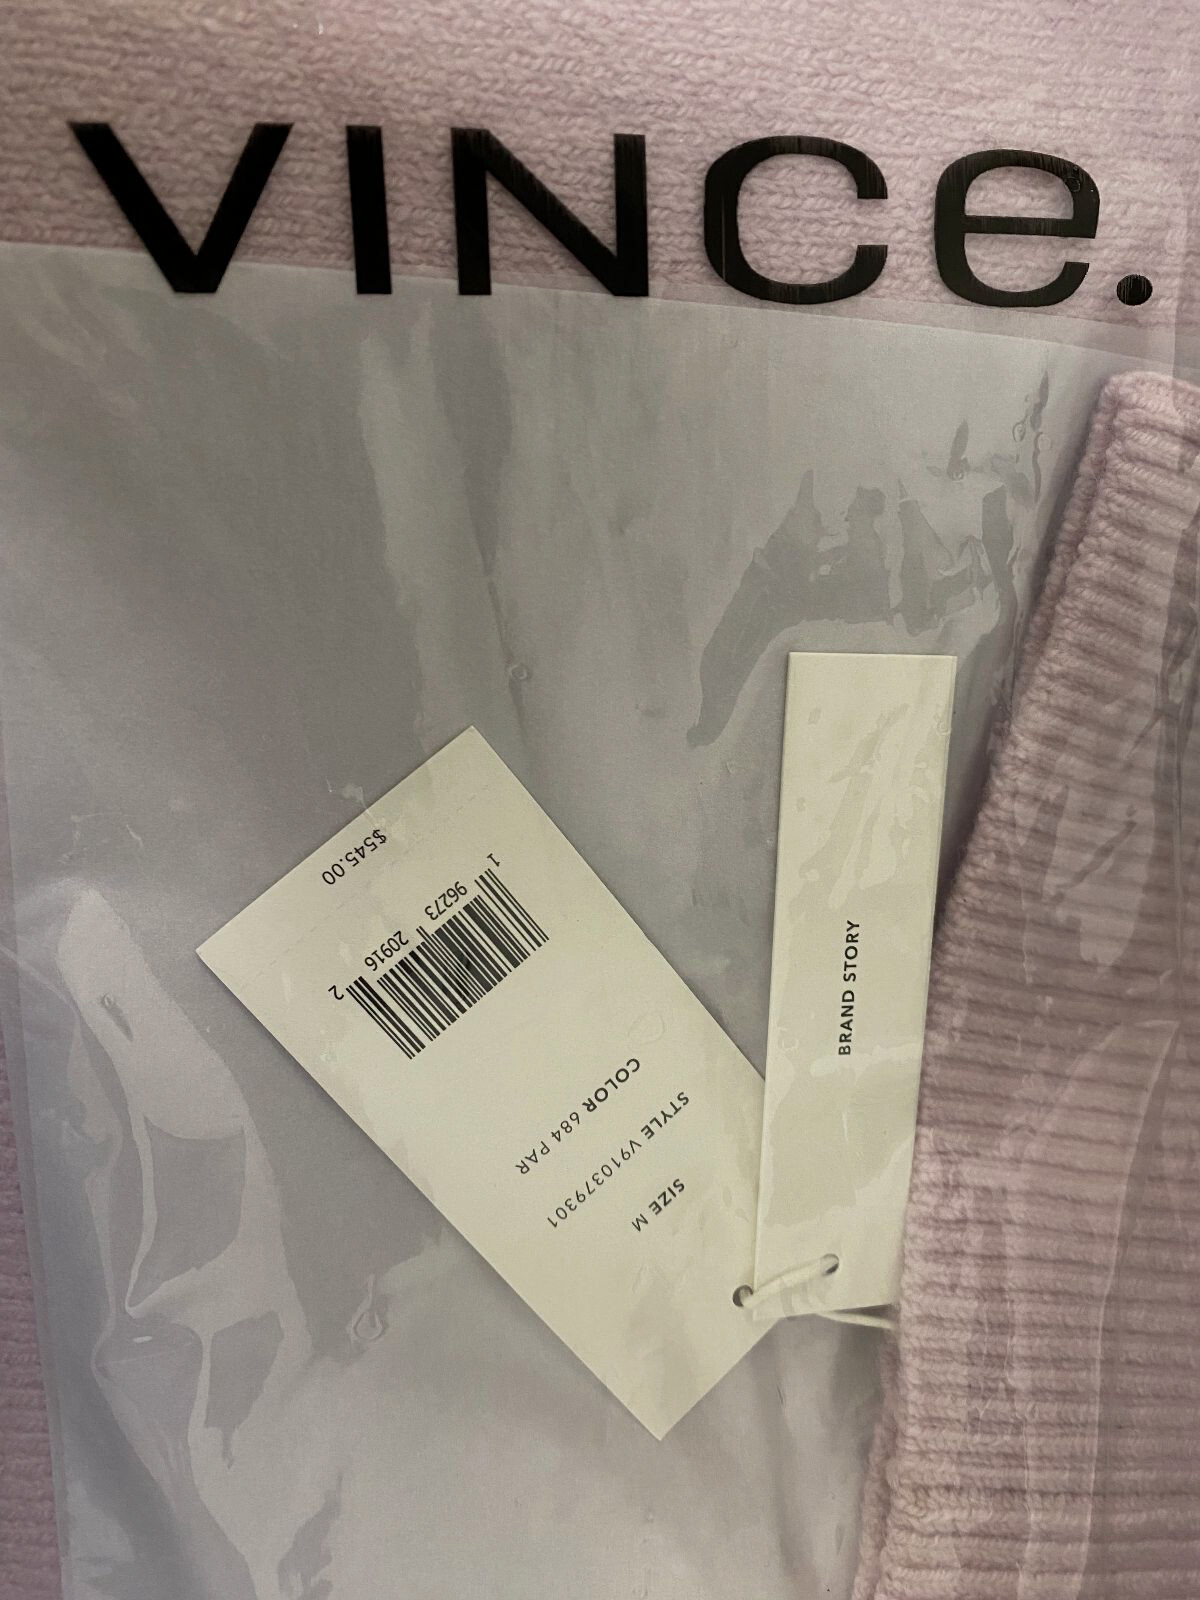 VINCe.
$545.00
1 96273 20916 2
COLOR 684 PAR
STYLE V910379301
SIZE M
BRAND STORY